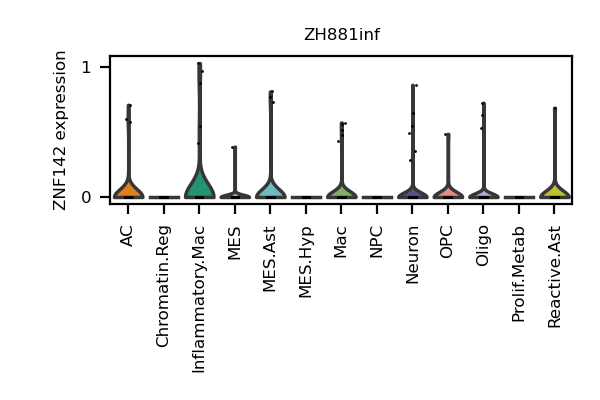 ZH881inf
ZNF142 expression
1
0
AC
Chromatin.Reg
Inflammatory.Mac
MES
MES.Ast
MES.Hyp
Mac
NPC
Neuron
OPC
Oligo
Prolif.Metab
Reactive.Ast